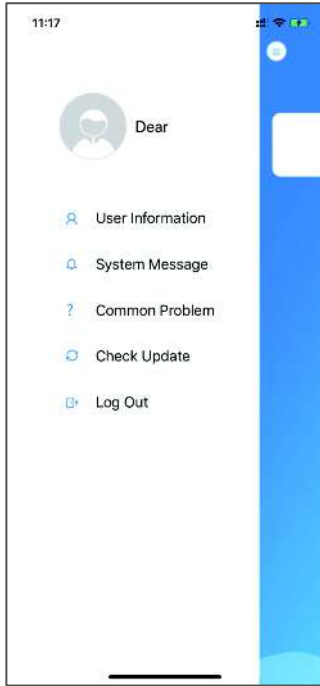 11:17
Dear
User Information
System Message
? Common Problem
Check Update
Log Out